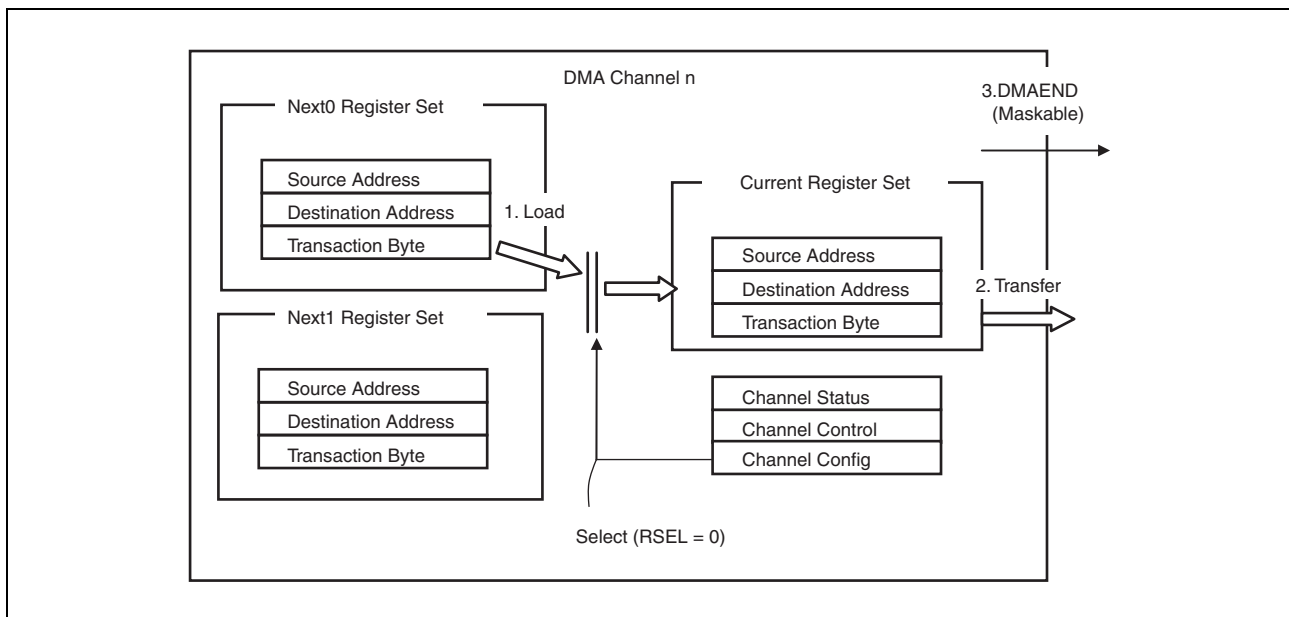 DMA Channel n
Next0 Register Set
Source Address
Destination Address
Transaction Byte
1. Load
Next1 Register Set
Source Address
Destination Address
Transaction Byte
Select (RSEL = 0)
Current Register Set
Source Address
Destination Address
Transaction Byte
Channel Status
Channel Control
Channel Config
2. Transfer
3.DMAEND
(Maskable)